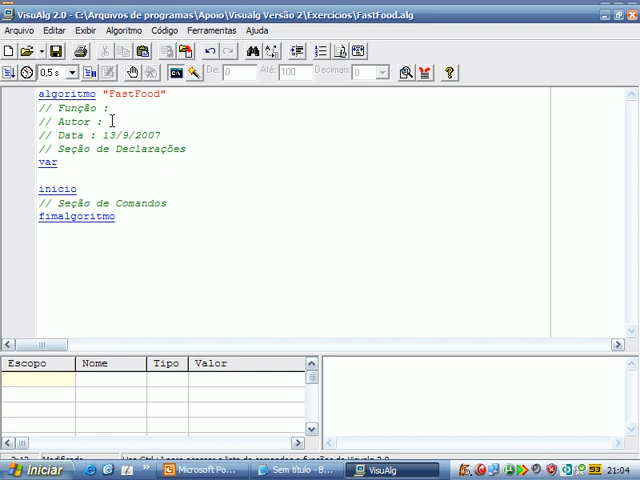 VisuAlg 2.0 - C:\Arquivos de programas\Apoio\Visualg Versão 2\Exercícios\FastFood.alg
Arquivo Editar Exibir Algoritmo Código Ferramentas Ajuda
0,5 s De: 0 Até: 100 Decimais: 0
algoritmo "FastFood"
// Função :
// Autor :
// Data : 13/9/2007
// Seção de Declarações
var
inicio
// Seção de Comandos
fimalgoritmo
Escopo Nome Tipo Valor
Modificado
Iniciar Microsoft Po... Sem título - B... VisuAlg 21:04